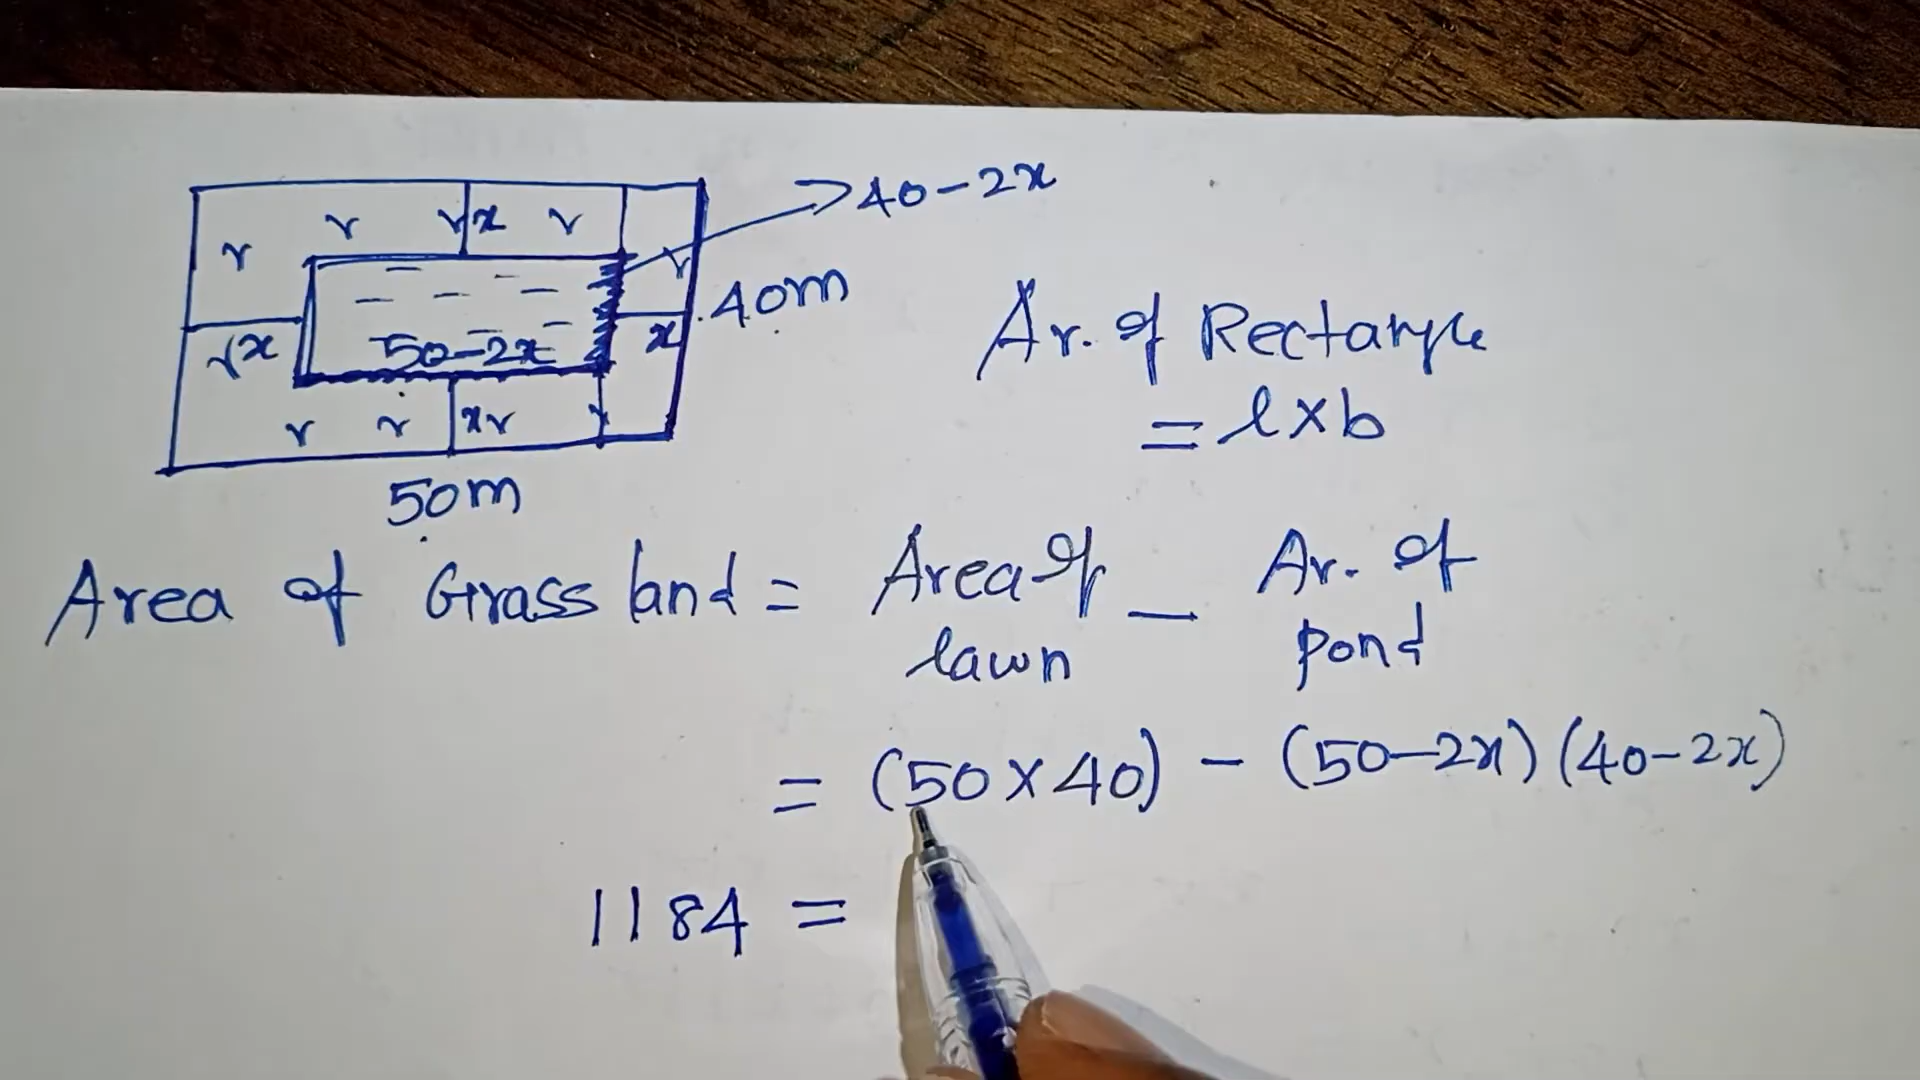 40-2x
x
40m
√x
50-2x
x
x
50m
Ar. of Rectangle
= l×b
Area of Grass land = Area of lawn - Ar. of pond
= (50×40) - (50-2x)(40-2x)
1184 =